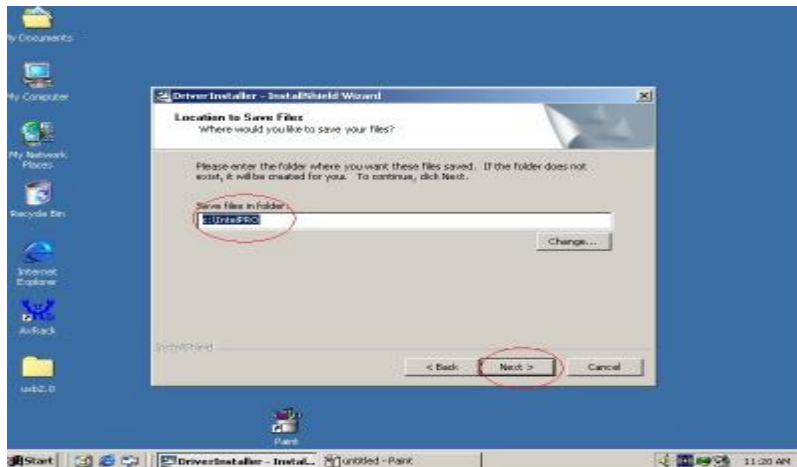 My Documents
My Computer
My Network
Places
Recycle Bin
Internet
Explorer
AvRack
usb2.0
Paint
DriverInstaller - InstallShield Wizard
Location to Save Files
Where would you like to save your files?
Please enter the folder where you want these files saved. If the folder does not
exist, it will be created for you. To continue, click Next.
Save files in folder:
c:\IntelPRO
Change...
InstallShield
< Back
Next >
Cancel
Start
DriverInstaller - Instal...
untitled - Paint
11:20 AM